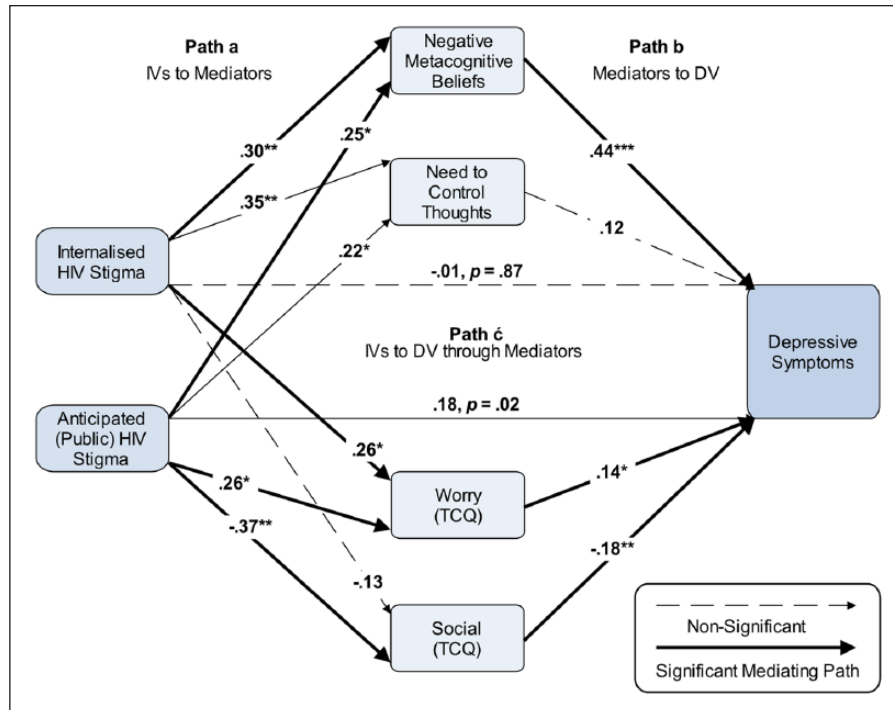 Path a
IVs to Mediators
Negative
Metacognitive
Beliefs
Path b
Mediators to DV
.30**
.25*
.44***
Need to
Control
Thoughts
.35**
.12
Internalised
HIV Stigma
.22*
-.01, p = .87
Path ć
IVs to DV through Mediators
Depressive
Symptoms
Anticipated
(Public) HIV
Stigma
.18, p = .02
.26*
.26*
Worry
(TCQ)
.14*
-.37**
-.18**
-.13
Social
(TCQ)
Non-Significant
Significant Mediating Path